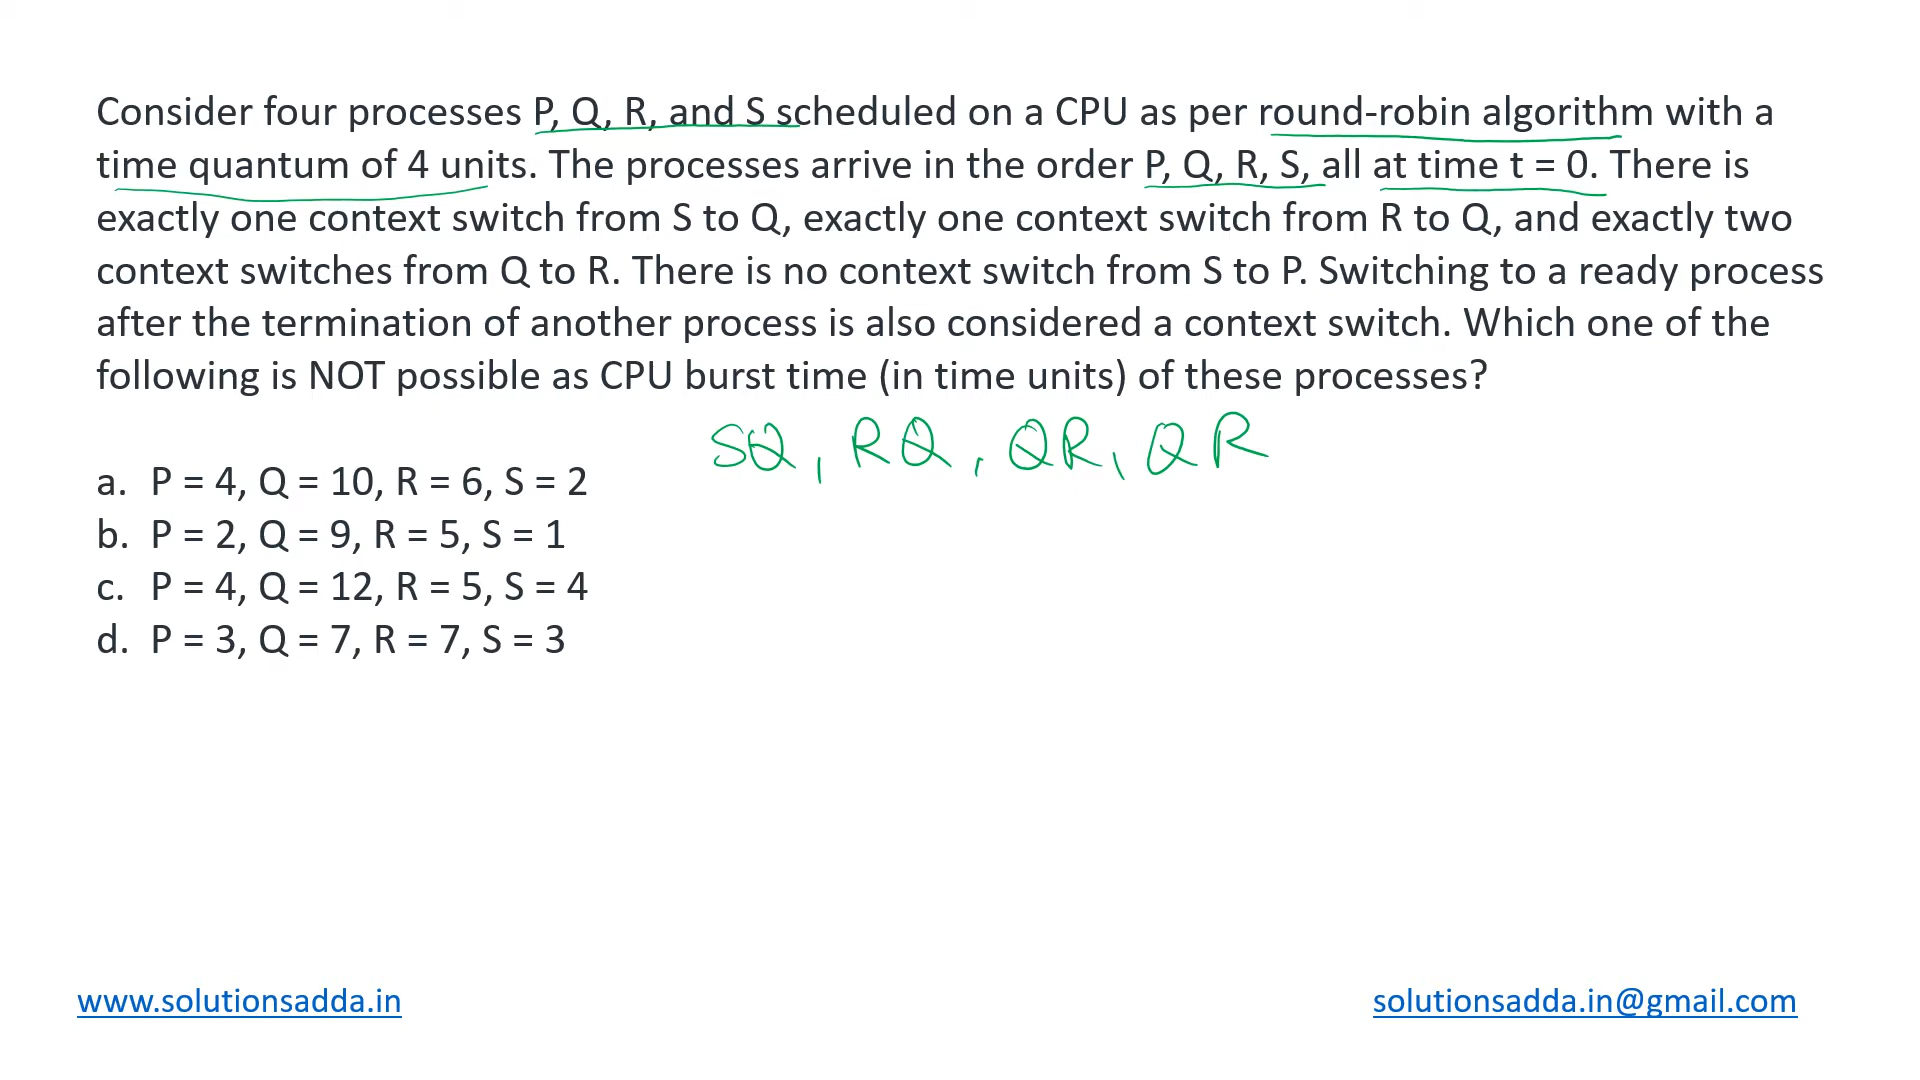 Consider four processes P, Q, R, and S scheduled on a CPU as per round-robin algorithm with a
time quantum of 4 units. The processes arrive in the order P, Q, R, S, all at time t = 0. There is
exactly one context switch from S to Q, exactly one context switch from R to Q, and exactly two
context switches from Q to R. There is no context switch from S to P. Switching to a ready process
after the termination of another process is also considered a context switch. Which one of the
following is NOT possible as CPU burst time (in time units) of these processes?
SQ, RQ, QR, QR
a. P = 4, Q = 10, R = 6, S = 2
b. P = 2, Q = 9, R = 5, S = 1
c. P = 4, Q = 12, R = 5, S = 4
d. P = 3, Q = 7, R = 7, S = 3
www.solutionsadda.in
solutionsadda.in@gmail.com